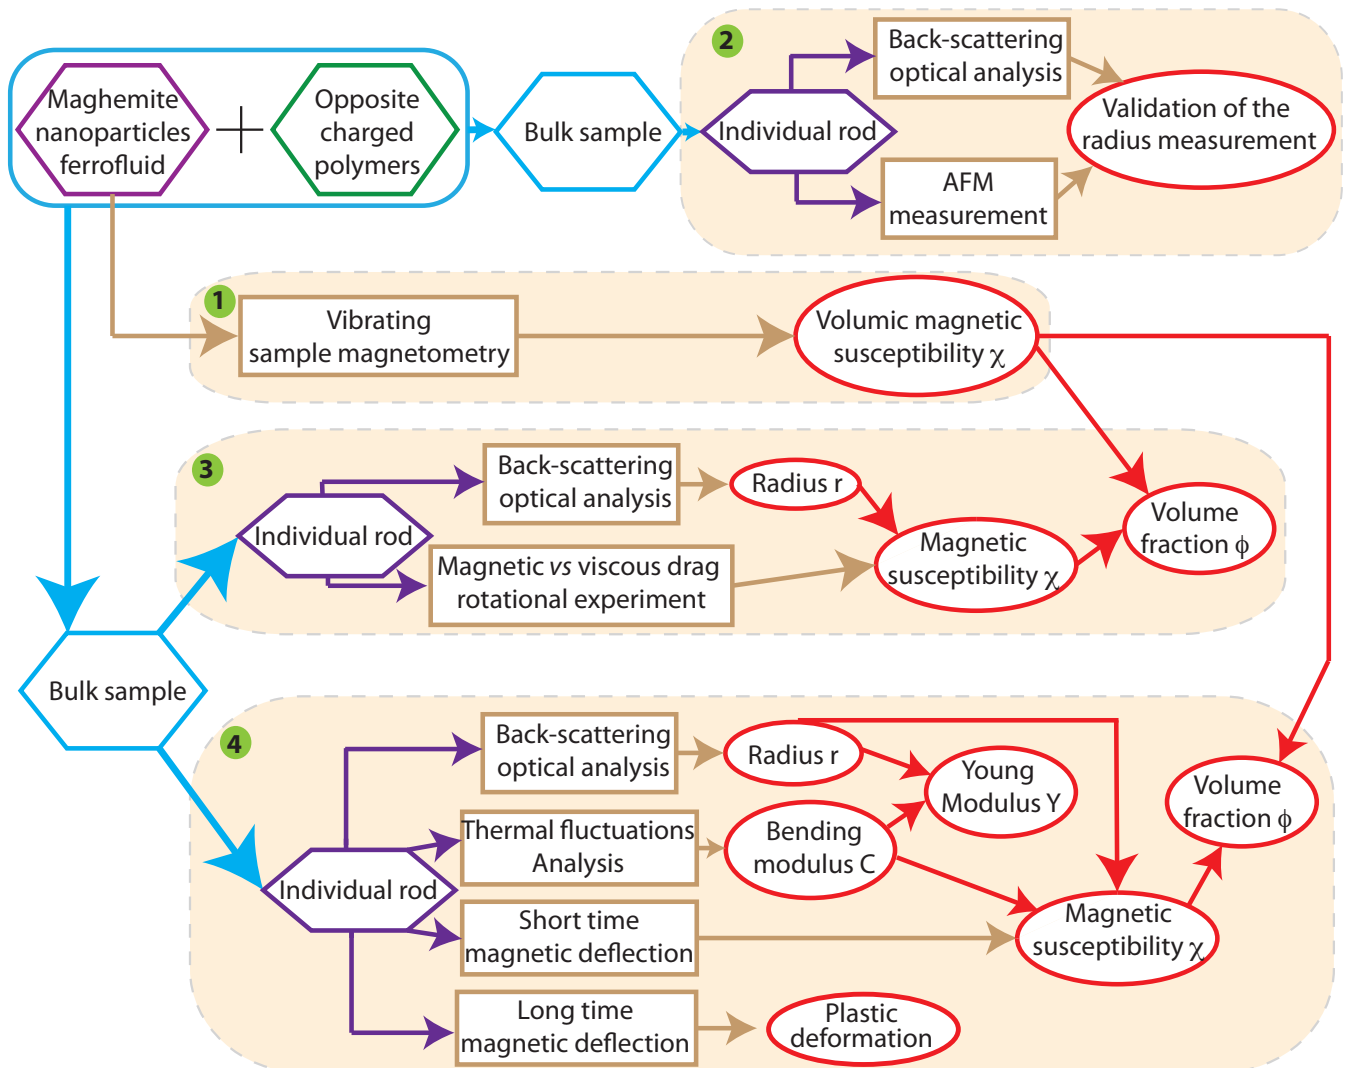 Maghemite
nanoparticles
ferrofluid
+
Opposite
charged
polymers
Bulk sample
2
Individual rod
Back-scattering
optical analysis
AFM
measurement
Validation of the
radius measurement
1
Vibrating
sample magnetometry
Volumic magnetic
susceptibility χ
3
Individual rod
Back-scattering
optical analysis
Radius r
Magnetic vs viscous drag
rotational experiment
Magnetic
susceptibility χ
Volume
fraction ϕ
Bulk sample
4
Individual rod
Back-scattering
optical analysis
Radius r
Young
Modulus Y
Thermal fluctuations
Analysis
Bending
modulus C
Volume
fraction ϕ
Short time
magnetic deflection
Magnetic
susceptibility χ
Long time
magnetic deflection
Plastic
deformation